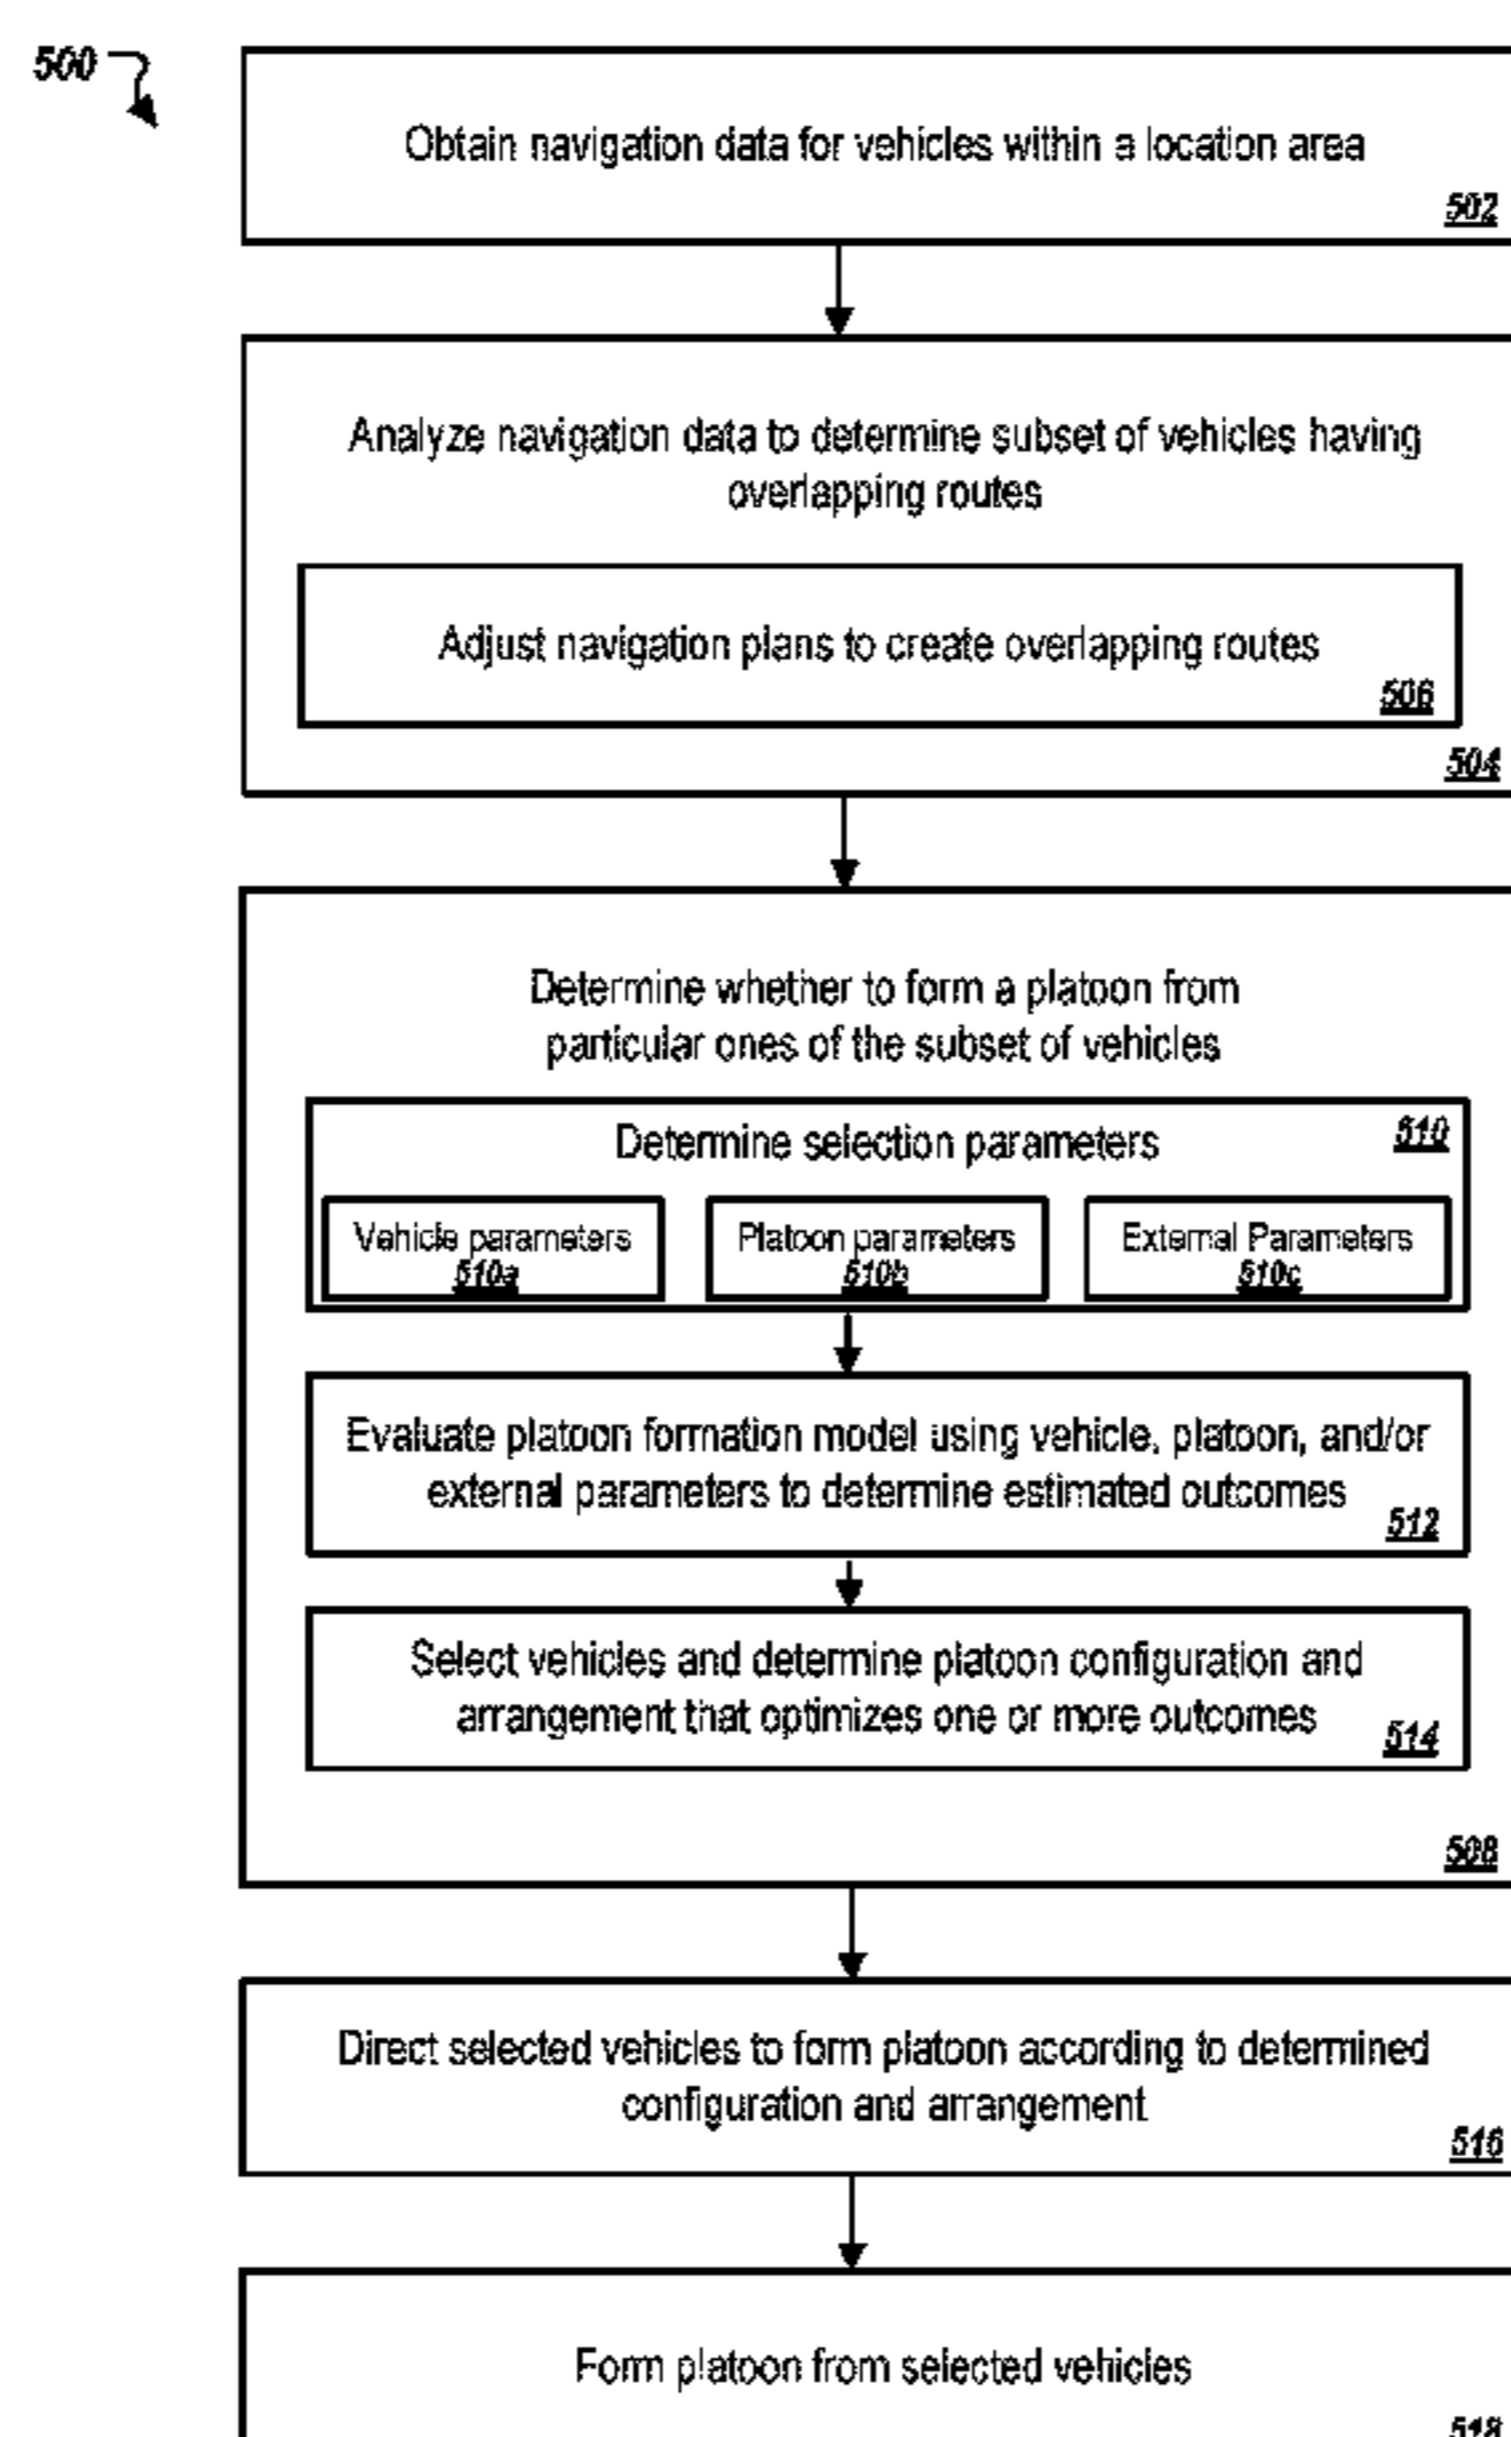 500
Obtain navigation data for vehicles within a location area
502
Analyze navigation data to determine subset of vehicles having
overlapping routes
Adjust navigation plans to create overlapping routes
506
504
Determine whether to form a platoon from
particular ones of the subset of vehicles
Determine selection parameters
510
Vehicle parameters
510a
Platoon parameters
510b
External Parameters
510c
Evaluate platoon formation model using vehicle, platoon, and/or
external parameters to determine estimated outcomes
512
Select vehicles and determine platoon configuration and
arrangement that optimizes one or more outcomes
514
508
Direct selected vehicles to form platoon according to determined
configuration and arrangement
516
Form platoon from selected vehicles
518